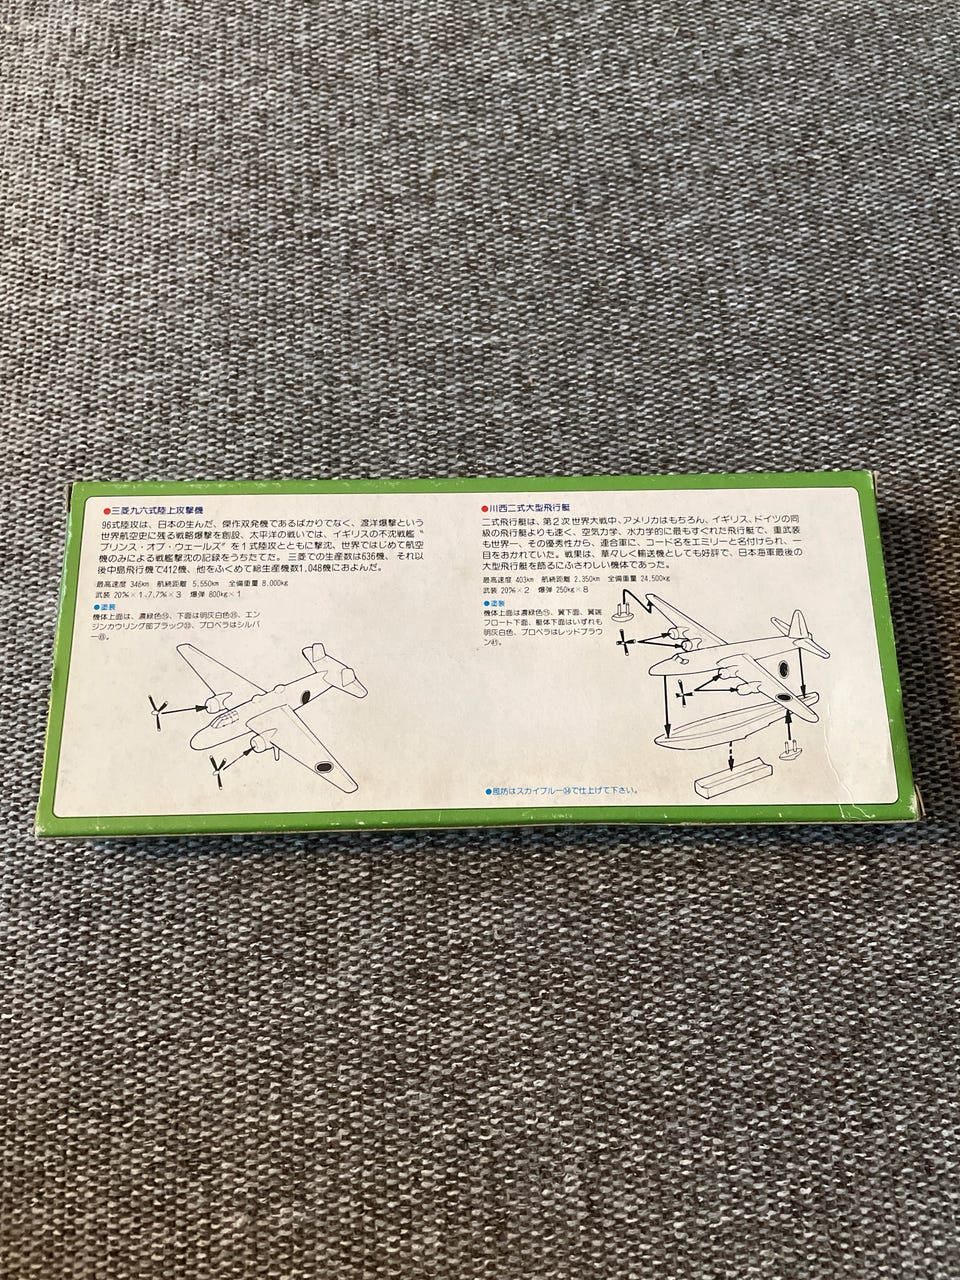 ●三菱九六式陸上攻撃機
96式陸攻は、日本の生んだ、傑作双発機であるばかりでなく、渡洋爆撃という
世界航空史に残る戦略爆撃を創設、太平洋の戦いでは、イギリスの不沈戦艦〝
プリンス・オブ・ウェールズ〞を1式陸攻とともに撃沈、世界ではじめて航空
機のみによる戦艦撃沈の記録をうちたてた。三菱での生産数は636機、それ以
後中島飛行機で412機、他をふくめて総生産機数1,048機におよんだ。
最高速度 346km 航続距離 5,550km 全備重量 8,000kg
武装 20%×1、7.7%×3 爆弾 800kg×1
●塗装
機体上面は、濃緑色、下面は明灰白色、エン
ジンカウリング部ブラック、プロペラはシルバ
ー。
●川西二式大型飛行艇
二式飛行艇は、第2次世界大戦中、アメリカはもちろん、イギリス、ドイツの同
級の飛行艇よりも速く、空気力学、水力学的に最もすぐれた飛行艇で、重武装
も世界一、その優秀性から、連合軍に、コード名をエミリーと名付けられ、一
目をおかれていた。戦果は、華々しく輸送機としても好評で、日本海軍最後の
大型飛行艇を飾るにふさわしい機体であった。
最高速度 403km 航続距離 2,350km 全備重量 24,500kg
武装 20%×2 爆弾 250kg×8
●塗装
機体上面は濃緑色、翼下面、翼端
フロート下面、艇体下面はいずれも
明灰白色、プロペラはレッドブラウ
ン。
●風防はスカイブルー㉞で仕上げて下さい。